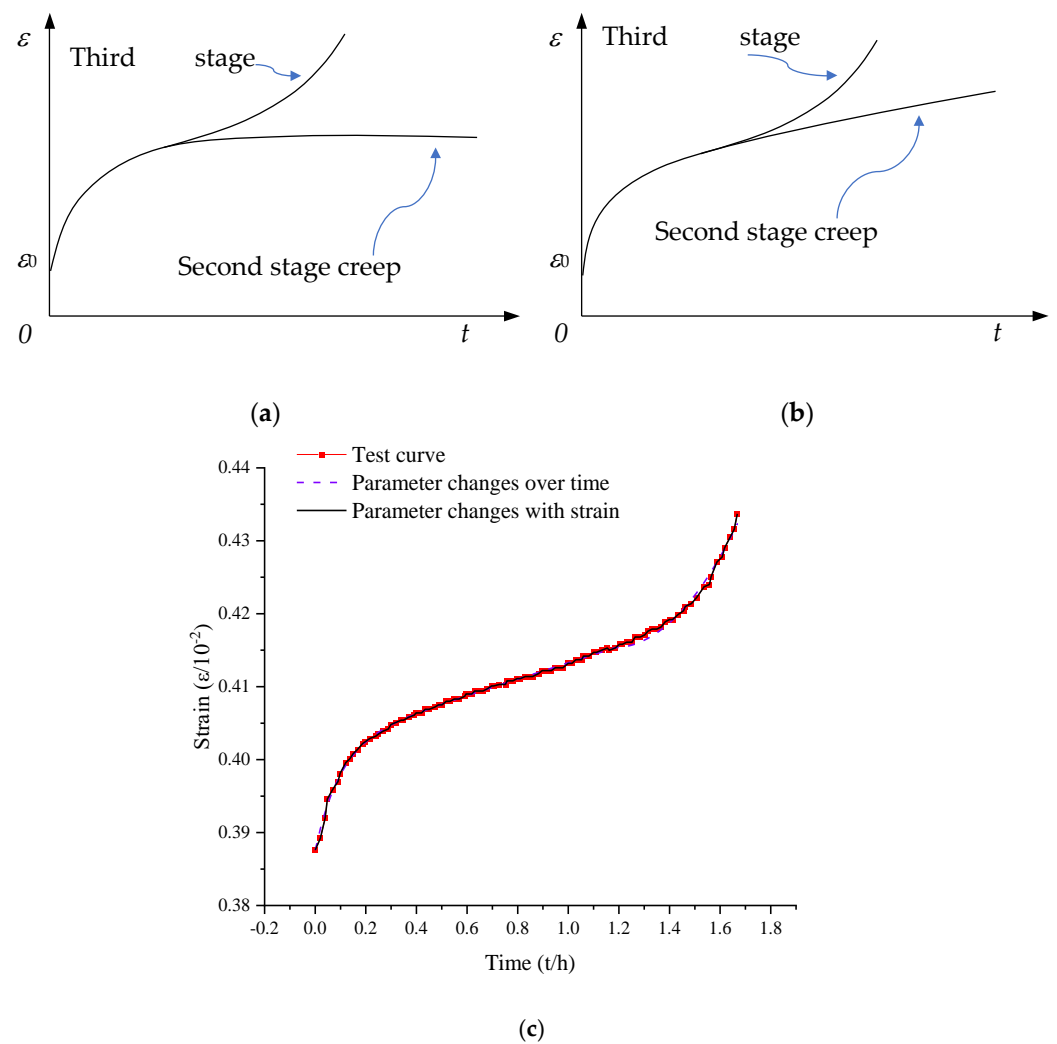 ε
Third stage
ε0
Second stage creep
0
t
(a)
ε
Third stage
ε0
Second stage creep
0
t
(b)
Test curve
Parameter changes over time
Parameter changes with strain
Strain (ε/10⁻²)
0.44
0.43
0.42
0.41
0.40
0.39
0.38
-0.2 0.0 0.2 0.4 0.6 0.8 1.0 1.2 1.4 1.6 1.8
Time (t/h)
(c)